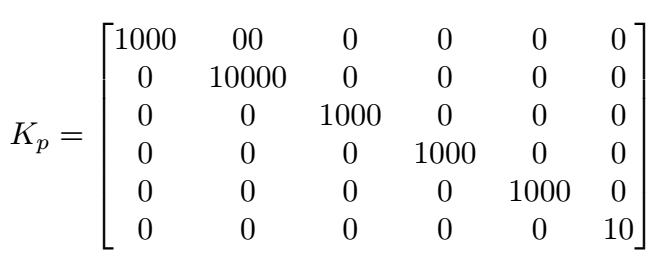 1000 00 0 0 0 0
0 10000 0 0 0 0
0 0 1000 0 0 0
K_p = 0 0 0 1000 0 0
0 0 0 0 1000 0
0 0 0 0 0 10